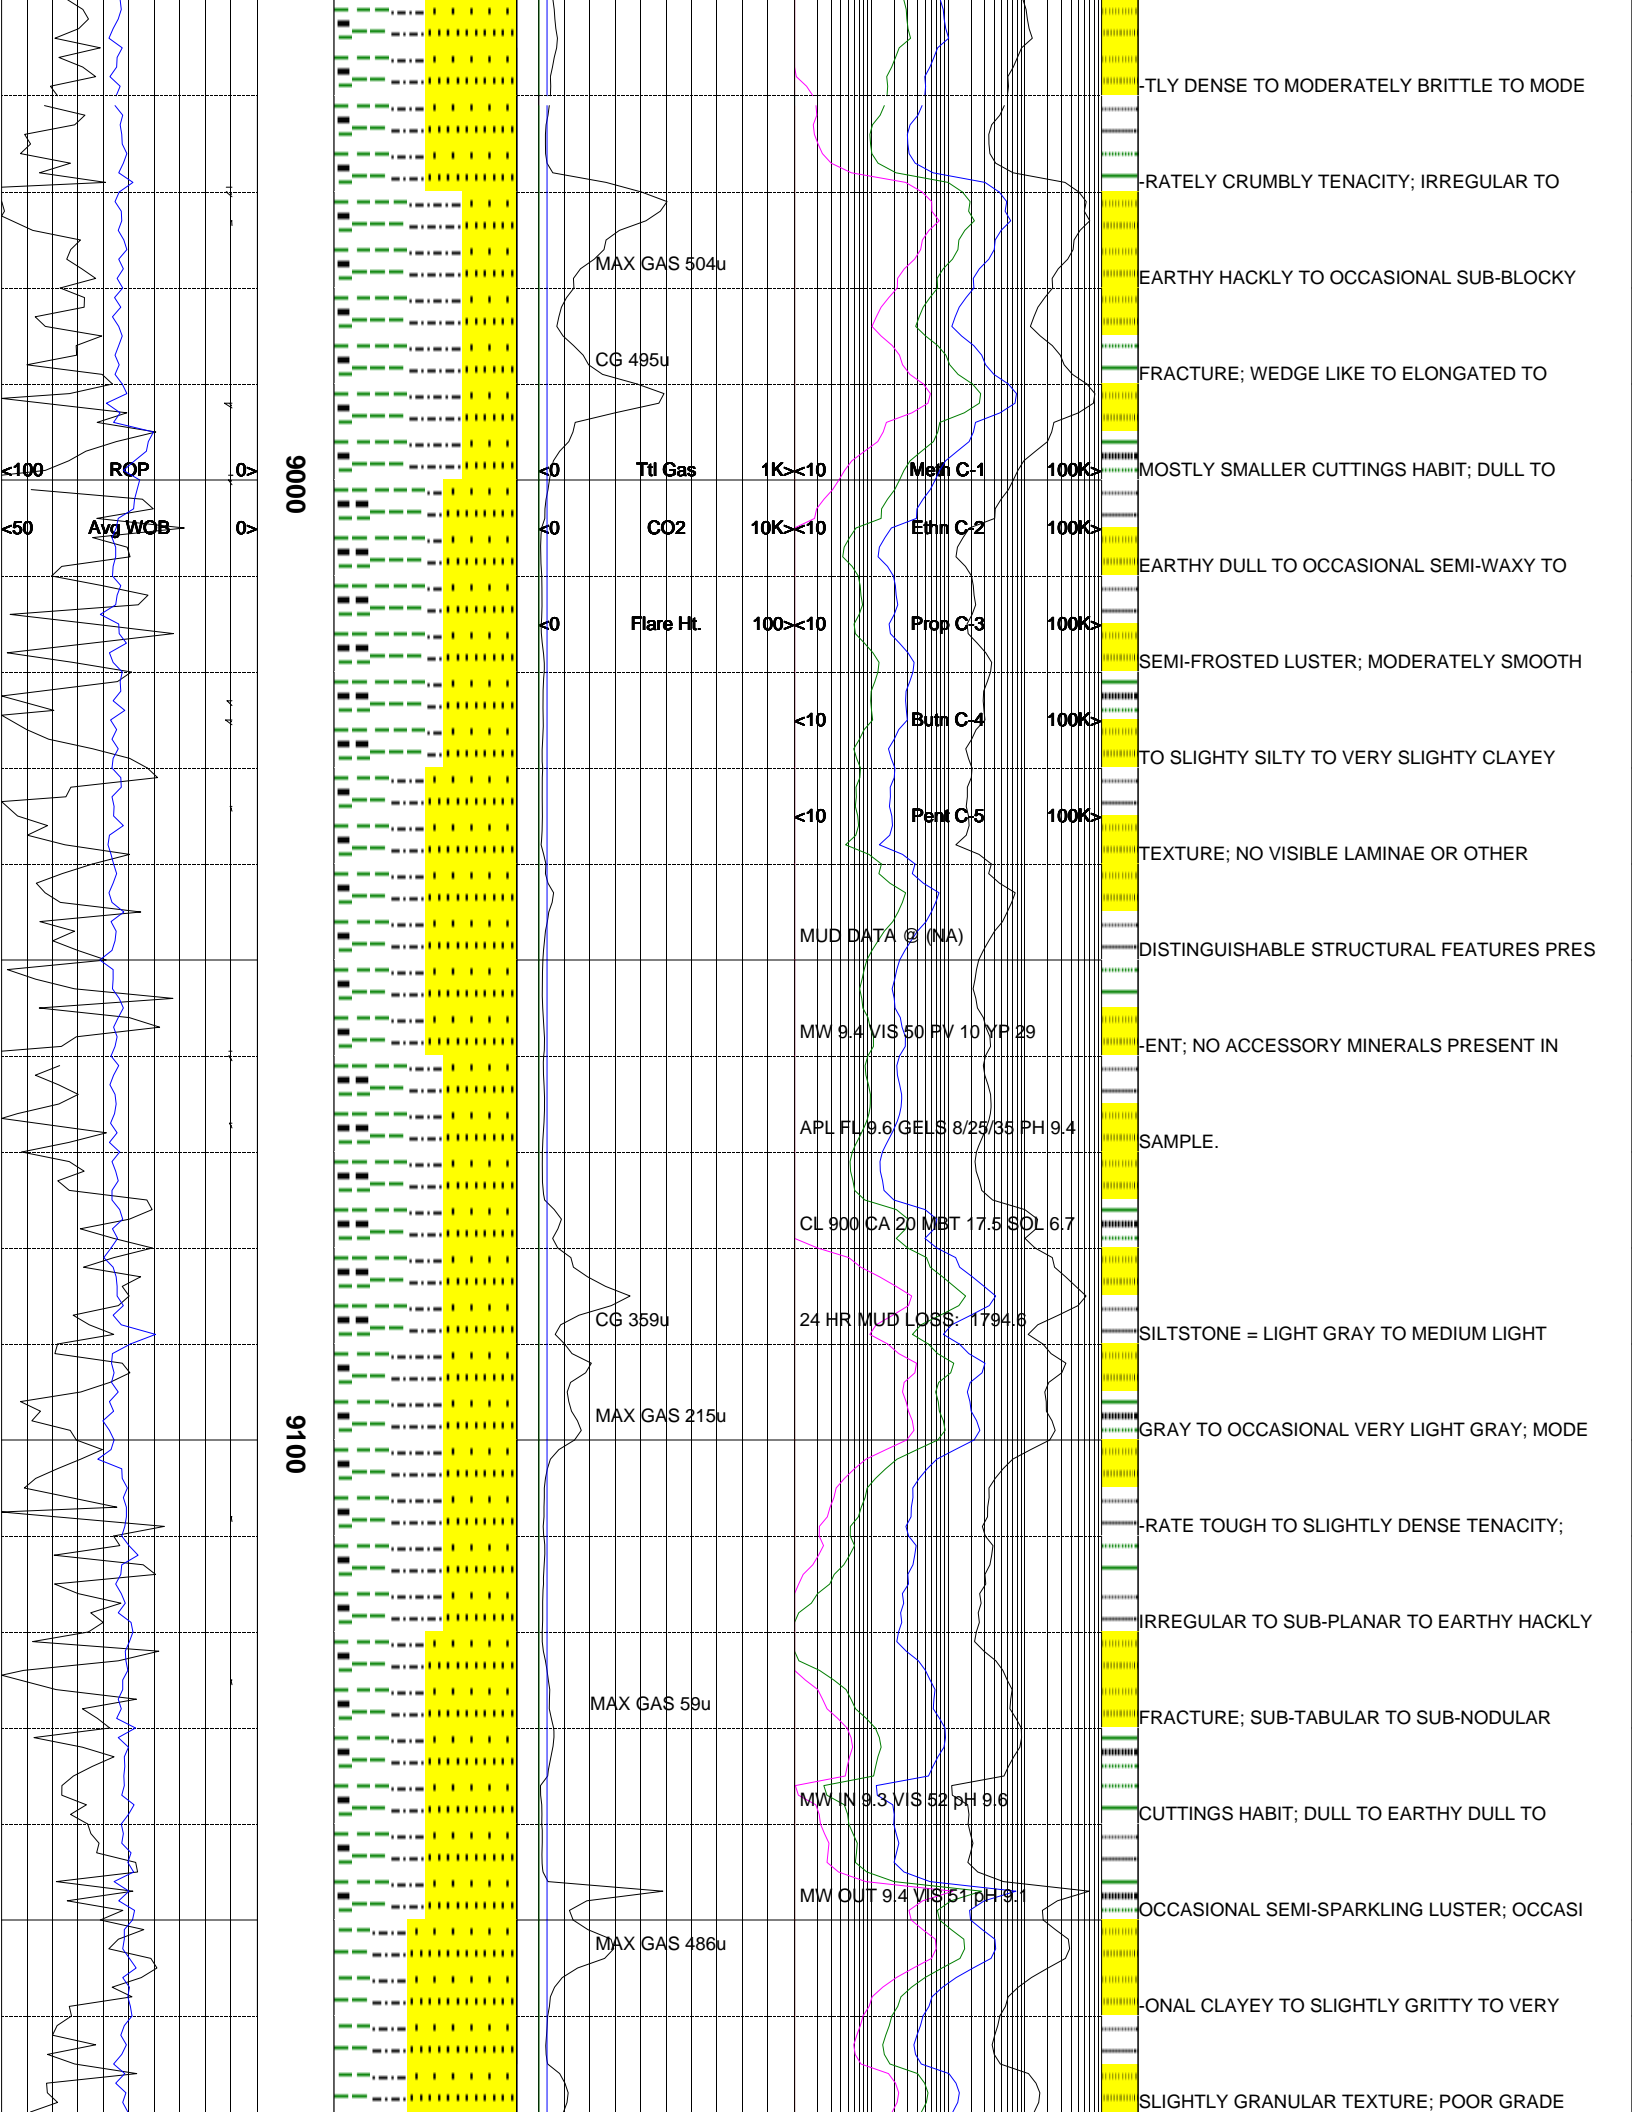 -TLY DENSE TO MODERATELY BRITTLE TO MODE
-RATELY CRUMBLY TENACITY; IRREGULAR TO
MAX GAS 504u
EARTHY HACKLY TO OCCASIONAL SUB-BLOCKY
CG 495u
FRACTURE; WEDGE LIKE TO ELONGATED TO
<100 ROP 0> 9000 <0 Ttl Gas 1K> <10 Meth C-1 100K> MOSTLY SMALLER CUTTINGS HABIT; DULL TO
<50 Avg WOB 0> <0 CO2 10K> <10 Ethn C-2 100K>
EARTHY DULL TO OCCASIONAL SEMI-WAXY TO
<0 Flare Ht. 100> <10 Prop C-3 100K>
SEMI-FROSTED LUSTER; MODERATELY SMOOTH
<10 Butn C-4 100K>
TO SLIGHTY SILTY TO VERY SLIGHTY CLAYEY
<10 Pent C-5 100K>
TEXTURE; NO VISIBLE LAMINAE OR OTHER
MUD DATA @ (NA)
DISTINGUISHABLE STRUCTURAL FEATURES PRES
MW 9.4 VIS 50 PV 10 YP 29
-ENT; NO ACCESSORY MINERALS PRESENT IN
APL FL 9.6 GELS 8/25/35 PH 9.4
SAMPLE.
CL 900 CA 20 MBT 17.5 SOL 6.7
CG 359u 24 HR MUD LOSS: 1794.6
SILTSTONE = LIGHT GRAY TO MEDIUM LIGHT
MAX GAS 215u
9100 GRAY TO OCCASIONAL VERY LIGHT GRAY; MODE
-RATE TOUGH TO SLIGHTLY DENSE TENACITY;
IRREGULAR TO SUB-PLANAR TO EARTHY HACKLY
MAX GAS 59u
FRACTURE; SUB-TABULAR TO SUB-NODULAR
MW IN 9.3 VIS 52 pH 9.6
CUTTINGS HABIT; DULL TO EARTHY DULL TO
MW OUT 9.4 VIS 51 pH 9.1
OCCASIONAL SEMI-SPARKLING LUSTER; OCCASI
MAX GAS 486u
-ONAL CLAYEY TO SLIGHTLY GRITTY TO VERY
SLIGHTLY GRANULAR TEXTURE; POOR GRADE